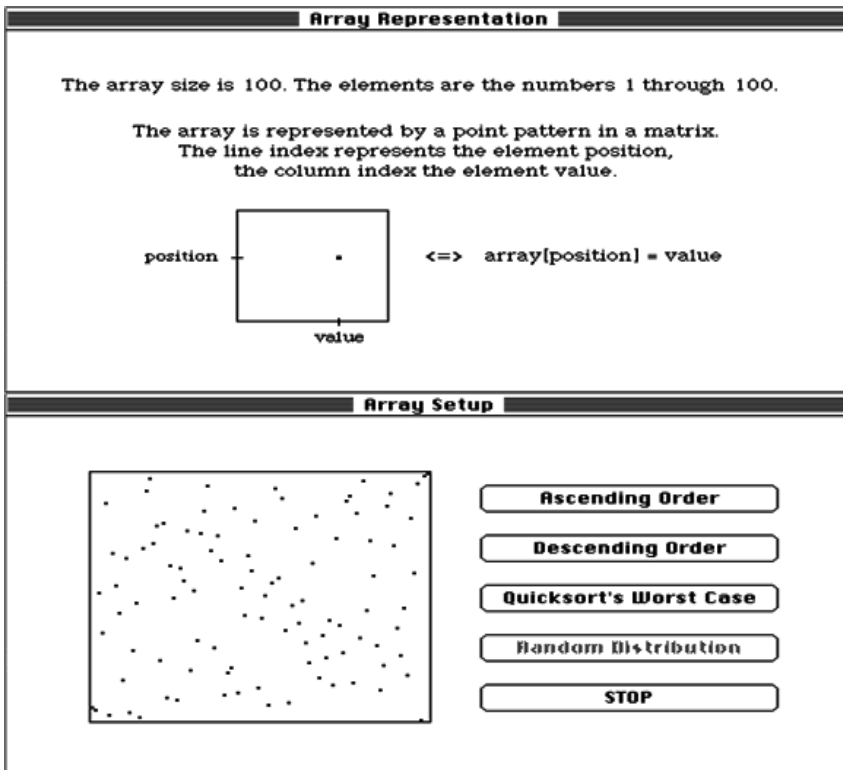 Array Representation
The array size is 100. The elements are the numbers 1 through 100.
The array is represented by a point pattern in a matrix.
The line index represents the element position,
the column index the element value.
position <=> array[position] = value
value
Array Setup
Ascending Order
Descending Order
Quicksort's Worst Case
Random Distribution
STOP